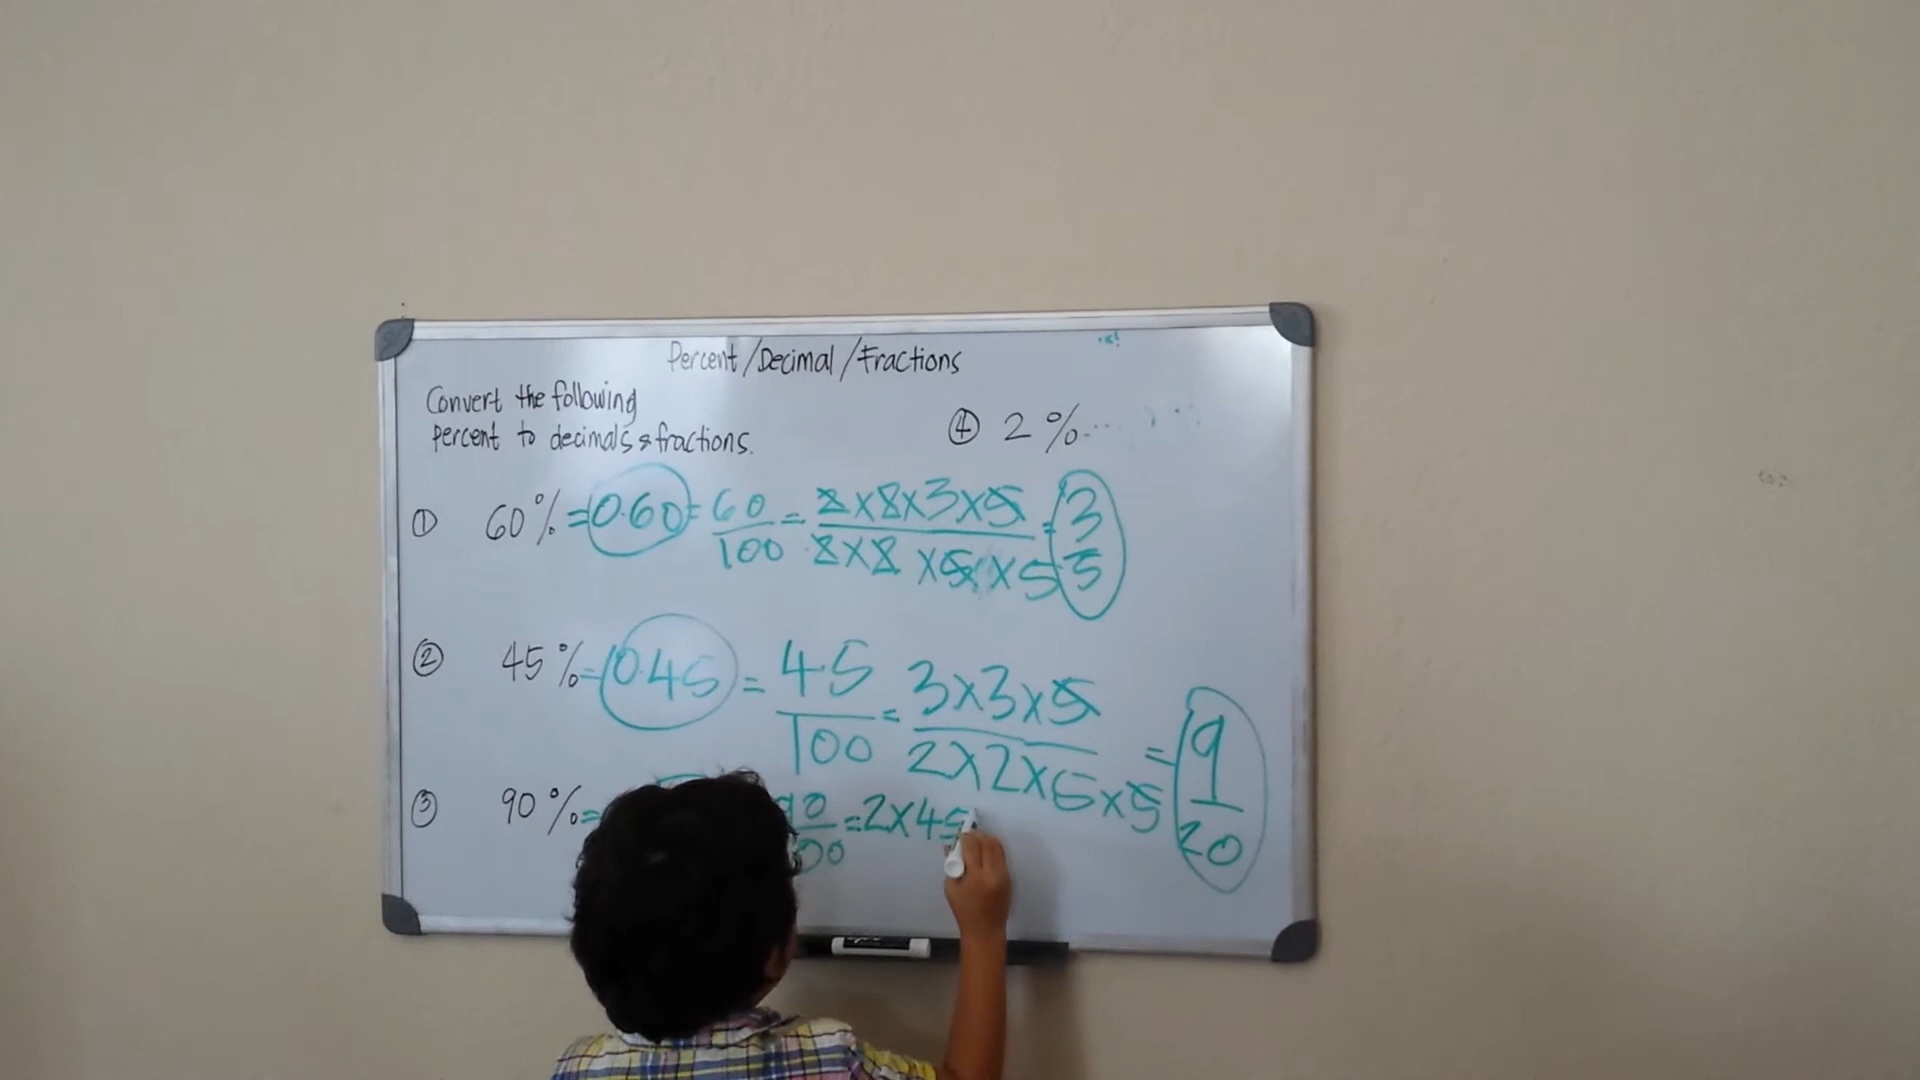 Percent/Decimal/Fractions
Convert the following
percent to decimals & fractions.
④ 2%
① 60% = 0.60 = 60/100 = 2x2x3x5/2x2x5x5 = 3/5
② 45% = 0.45 = 45/100 = 3x3x5/2x2x5x5 = 9/20
③ 90% = 90/100 = 2x45